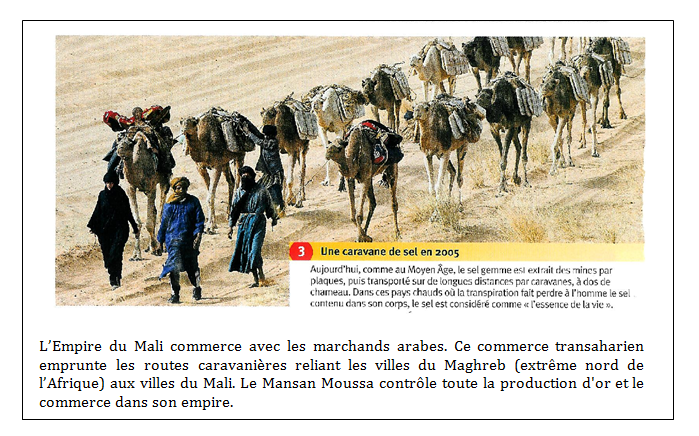 3 Une caravane de sel en 2005
Aujourd'hui, comme au Moyen Âge, le sel gemme est extrait des mines par
plaques, puis transporté sur de longues distances par caravanes, à dos de
chameau. Dans ces pays chauds où la transpiration fait perdre à l'homme le sel
contenu dans son corps, le sel est considéré comme « l'essence de la vie ».
L'Empire du Mali commerce avec les marchands arabes. Ce commerce transaharien
emprunte les routes caravanières reliant les villes du Maghreb (extrême nord de
l'Afrique) aux villes du Mali. Le Mansan Moussa contrôle toute la production d'or et le
commerce dans son empire.